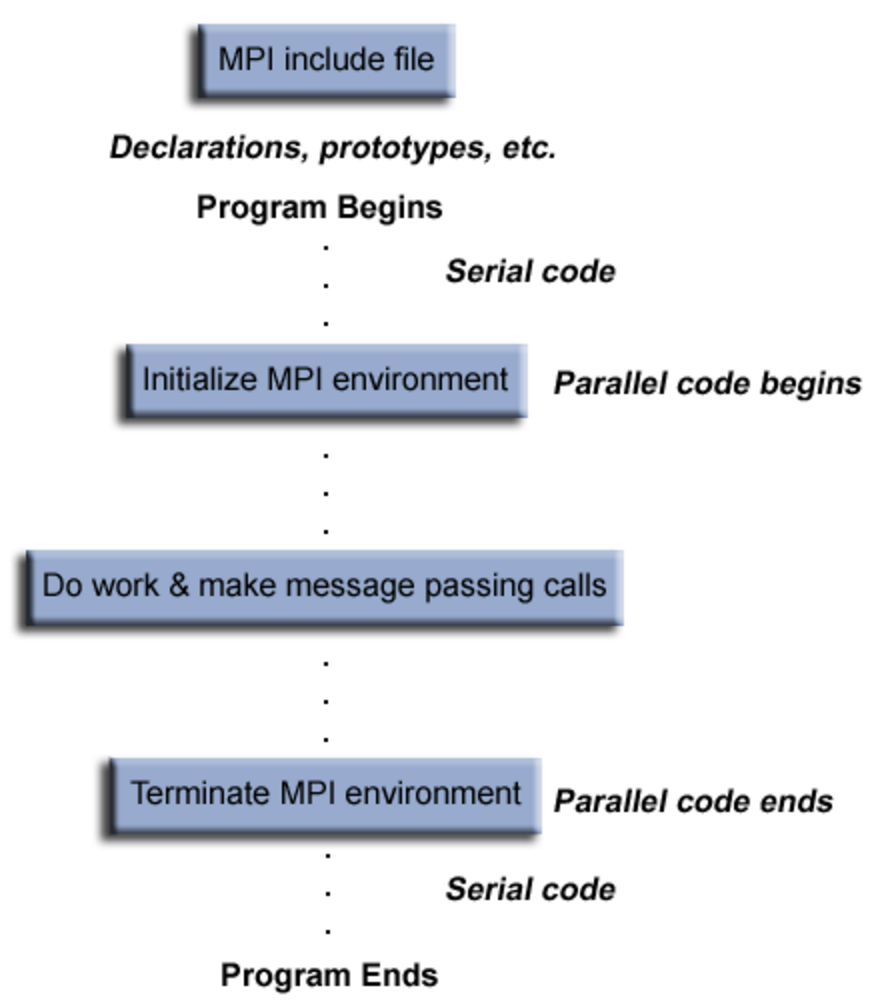 MPI include file
Declarations, prototypes, etc.
Program Begins
.
. Serial code
.
Initialize MPI environment Parallel code begins
.
.
.
Do work & make message passing calls
.
.
.
Terminate MPI environment Parallel code ends
.
. Serial code
.
Program Ends